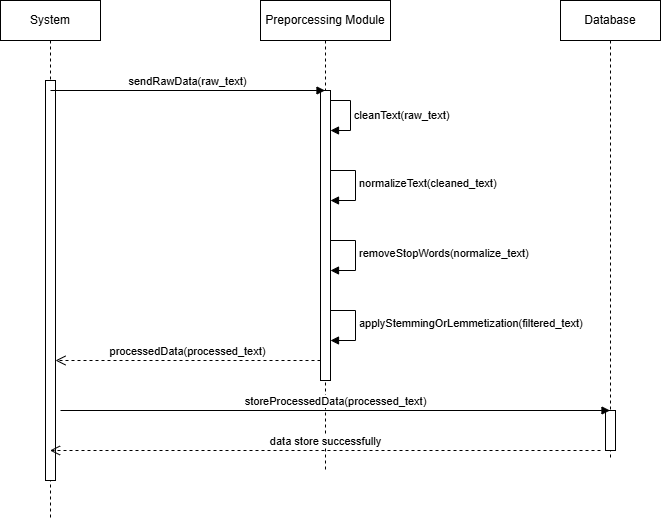 System
Preporcessing Module
Database
sendRawData(raw_text)
cleanText(raw_text)
normalizeText(cleaned_text)
removeStopWords(normalize_text)
applyStemmingOrLemmetization(filtered_text)
processedData(processed_text)
storeProcessedData(processed_text)
data store successfully